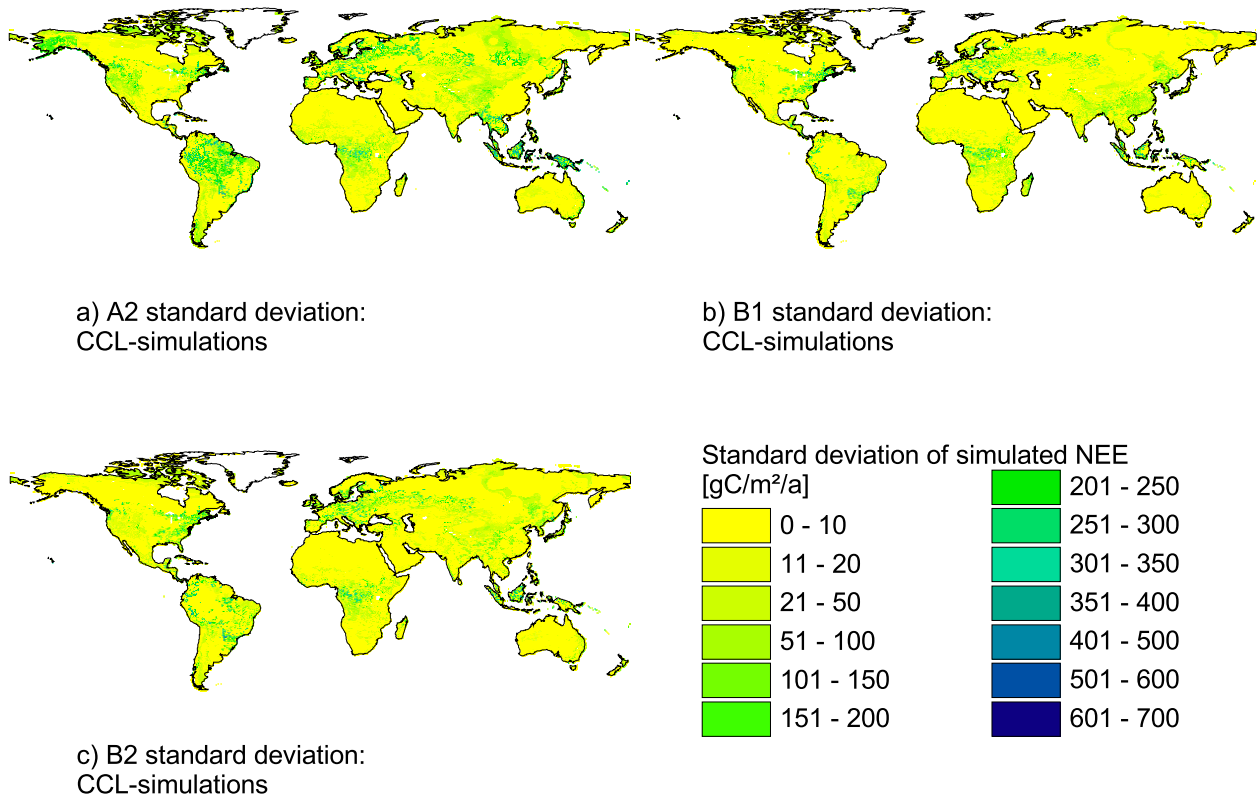 a) A2 standard deviation:
CCL-simulations
b) B1 standard deviation:
CCL-simulations
c) B2 standard deviation:
CCL-simulations
Standard deviation of simulated NEE
[gC/m²/a]
0 - 10
11 - 20
21 - 50
51 - 100
101 - 150
151 - 200
201 - 250
251 - 300
301 - 350
351 - 400
401 - 500
501 - 600
601 - 700